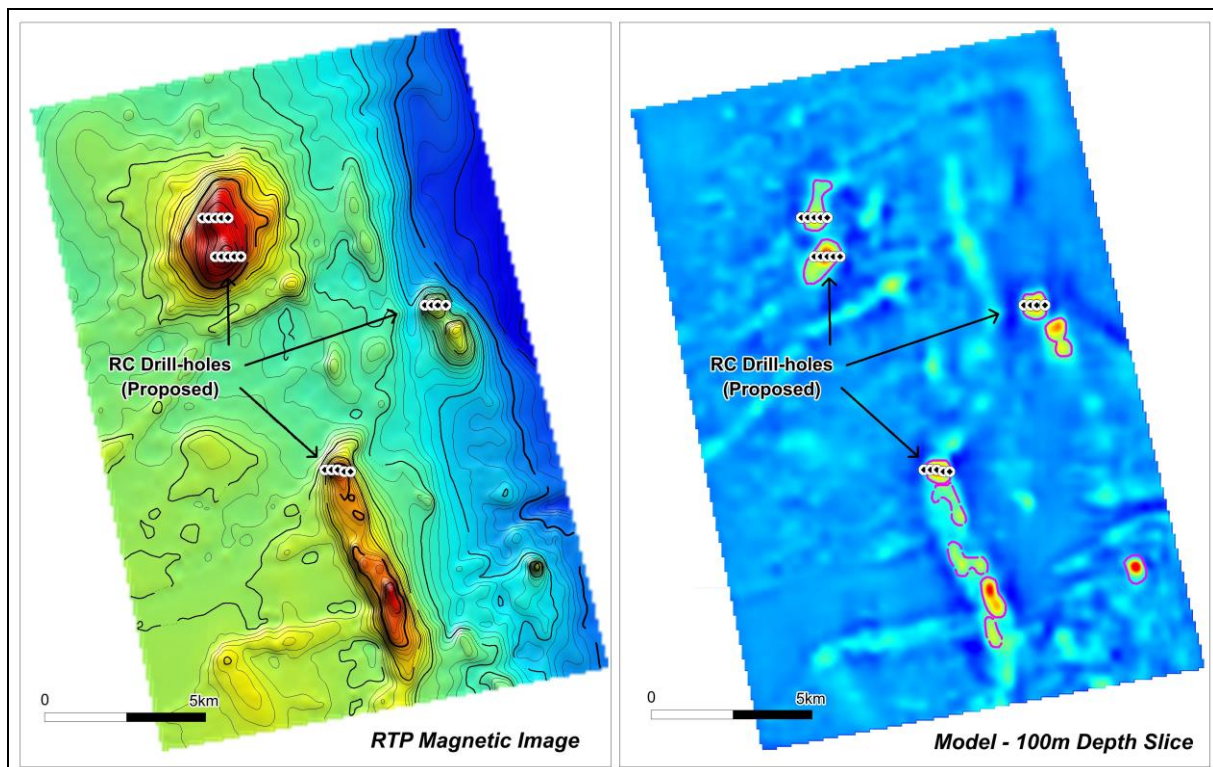 RC Drill-holes
(Proposed)
0
5km
RTP Magnetic Image
RC Drill-holes
(Proposed)
0
5km
Model - 100m Depth Slice